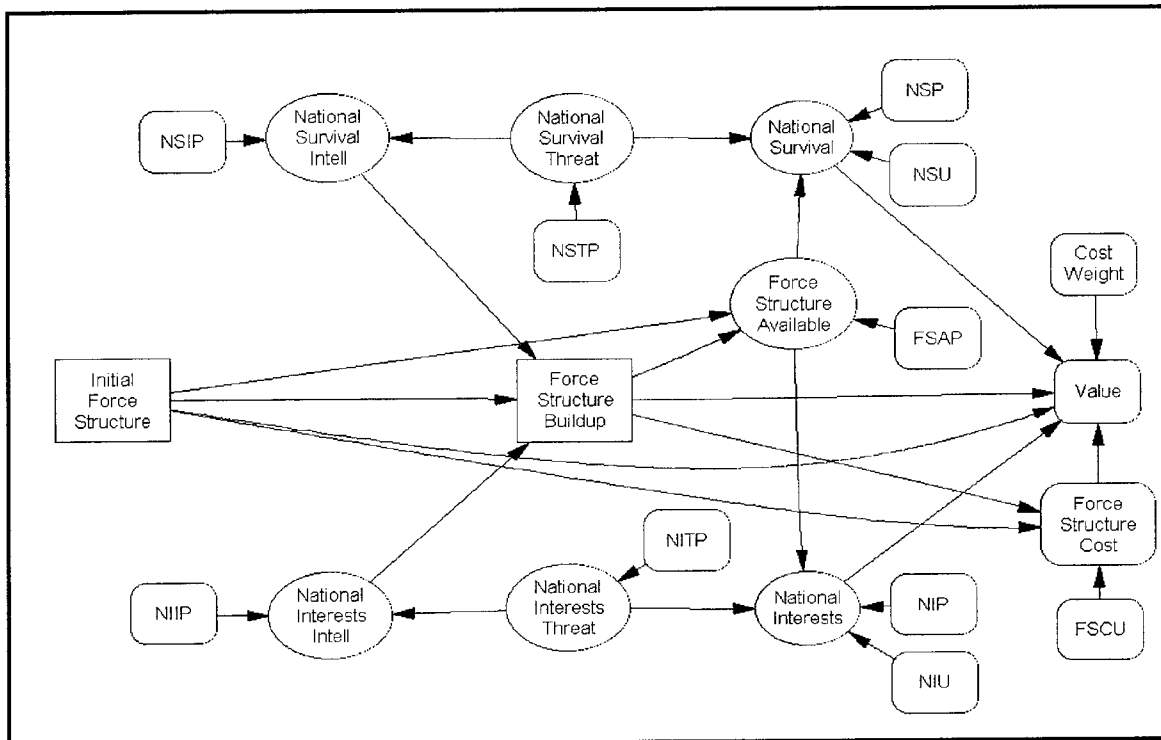 NSIP
National
Survival
Intell
National
Survival
Threat
National
Survival
NSP
NSU
NSTP
Force
Structure
Available
FSAP
Cost
Weight
Initial
Force
Structure
Force
Structure
Buildup
Value
Force
Structure
Cost
FSCU
NIIP
National
Interests
Intell
National
Interests
Threat
NITP
National
Interests
NIP
NIU